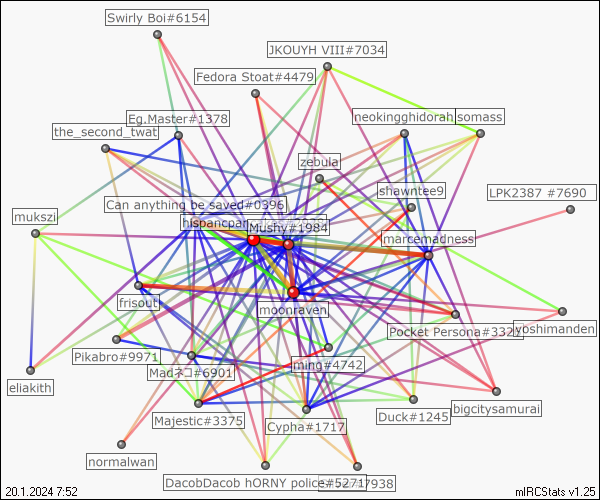 Swirly Boi#6154
JKOUYH VIII#7034
Fedora Stoat#4479
neokingghidorah
somass
Eg.Master#1378
the_second_twat
zebula
shawntee9
LPK2387 #7690
Can anything be saved#0396
mukszi
hispancpar
Mushy#1984
marcemadness
frisout
moonraven
Pocket Persona#332
yoshimanden
Pikabro#9971
Madネコ#6901
ming#4742
eliakith
bigcitysamurai
Majestic#3375
Cypha#1717
Duck#1245
normalwan
DacobDacob hORNY police#5271
7938
20.1.2024 7:52
mIRCStats v1.25